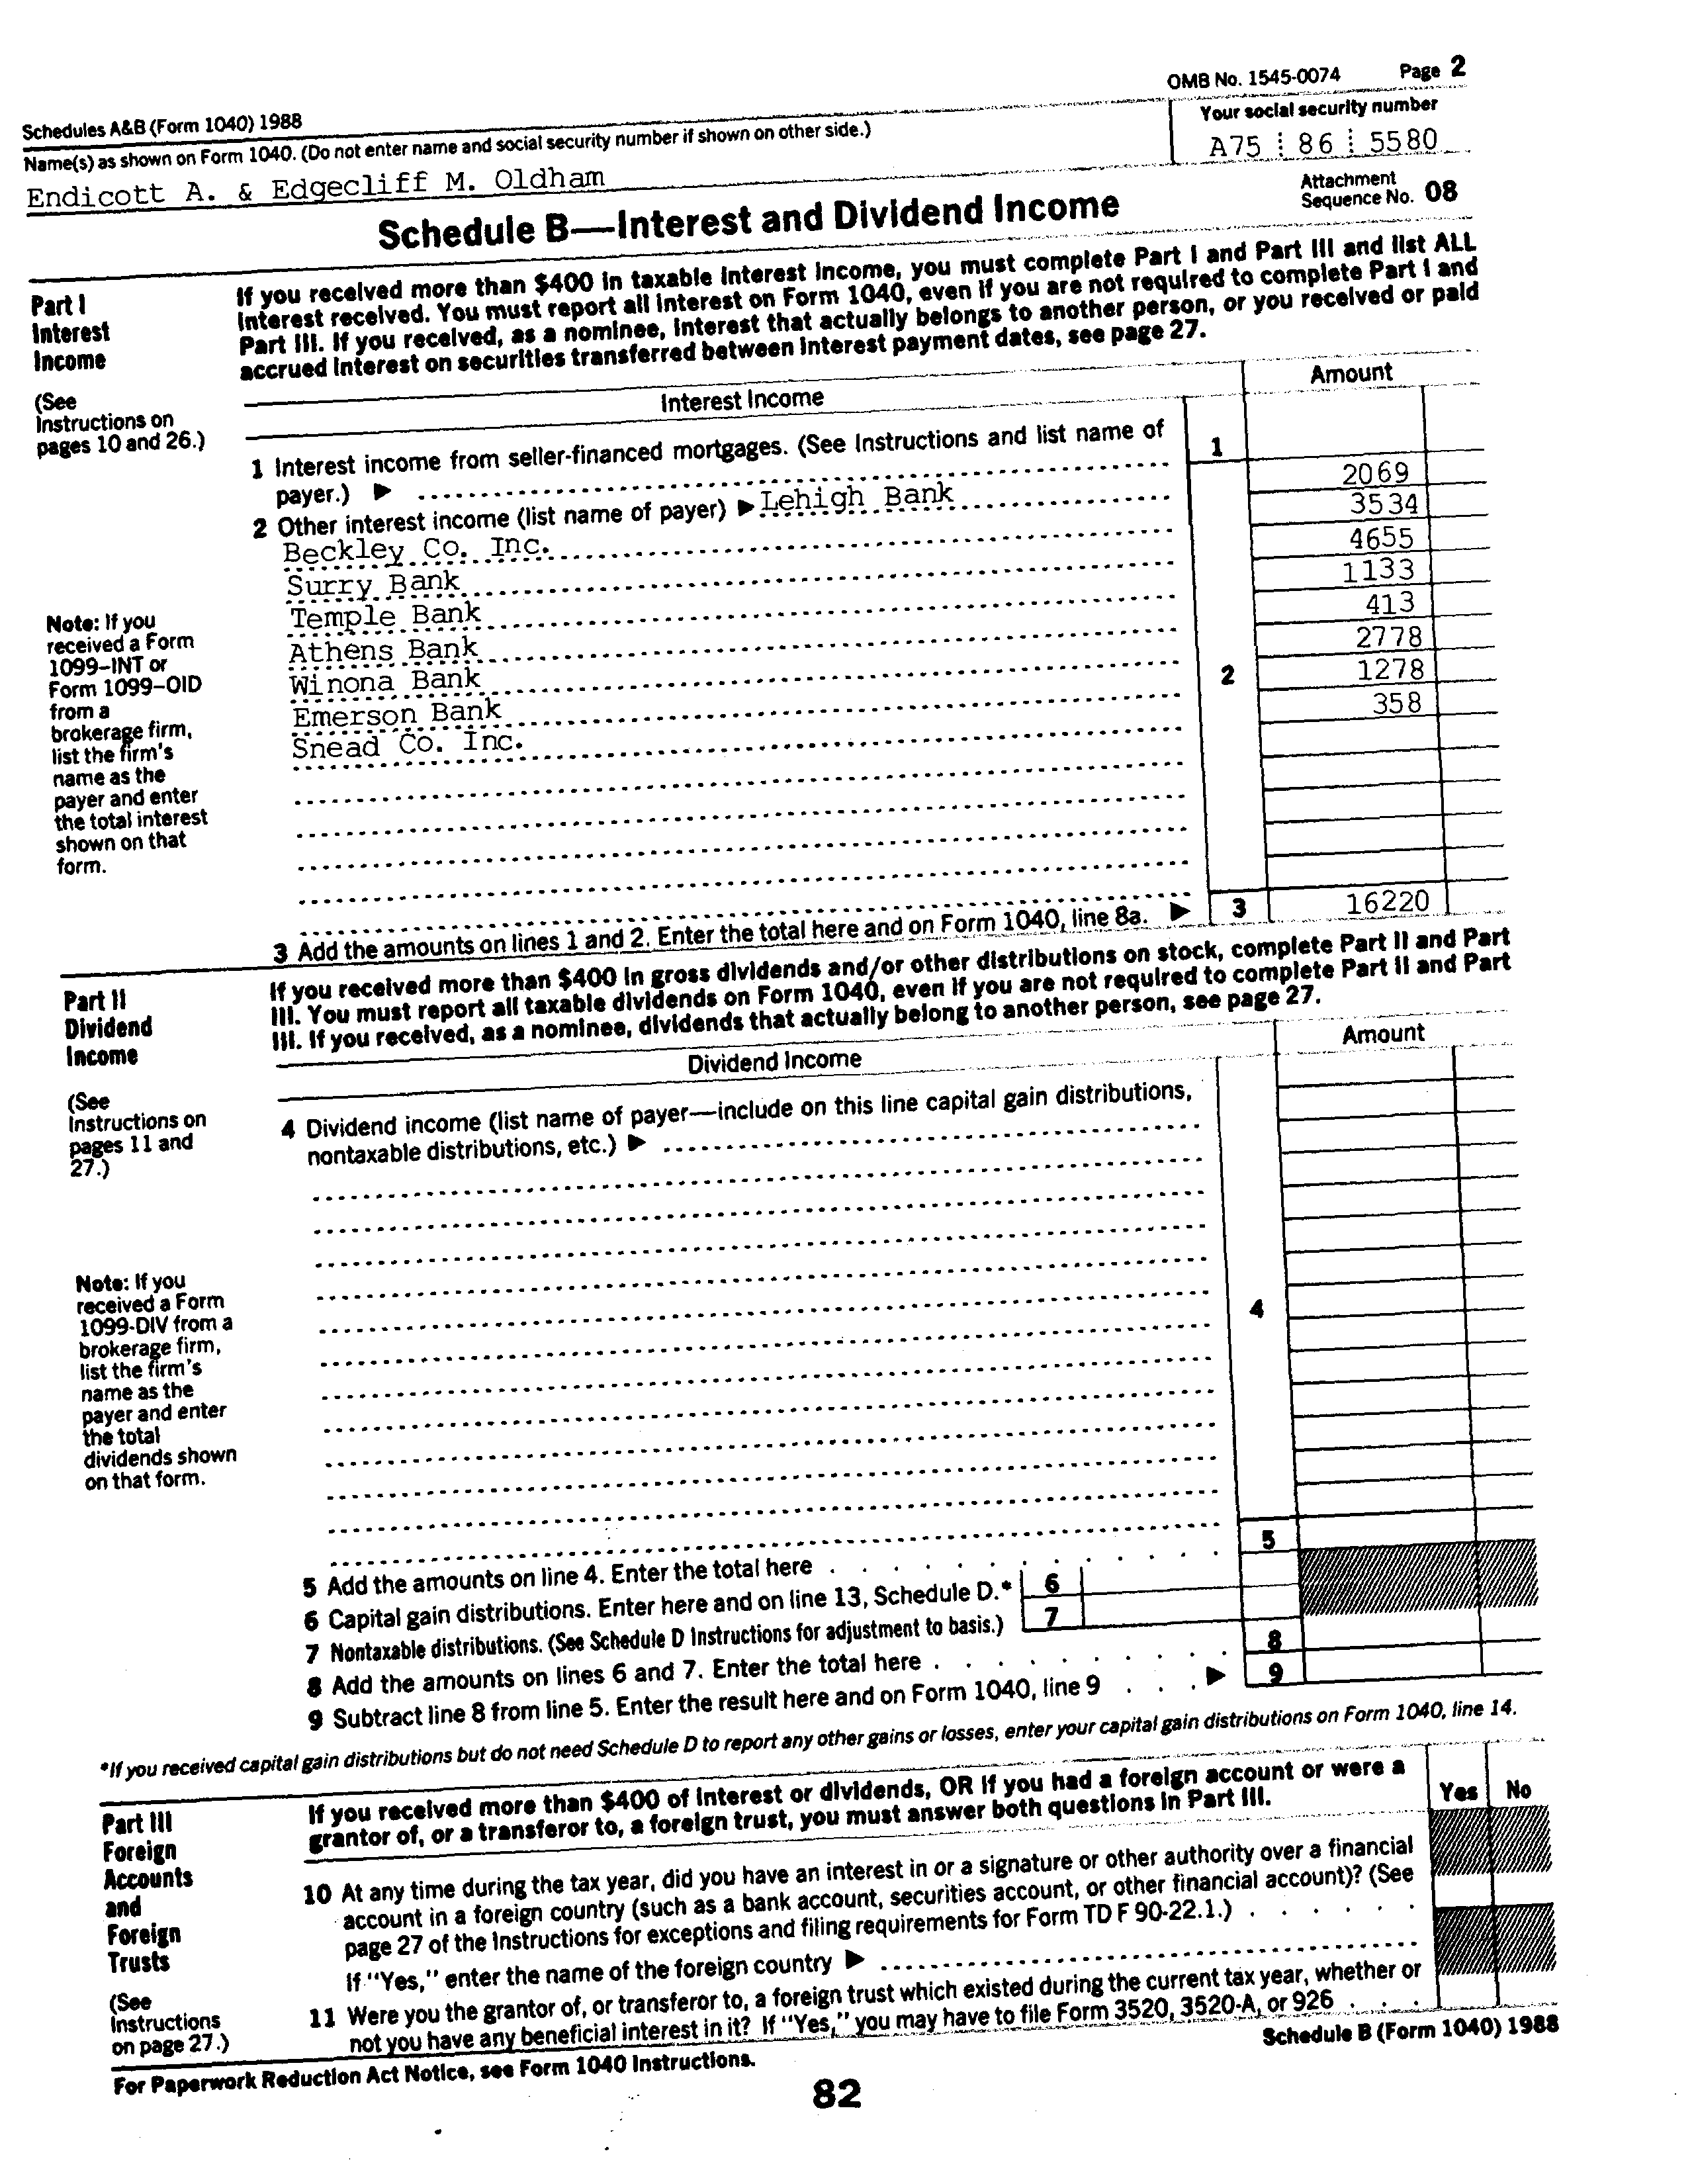 OMB No. 1545-0074 Page 2
Schedules A&B (Form 1040) 1988
Name(s) as shown on Form 1040. (Do not enter name and social security number if shown on other side.)
Your social security number
Endicott A. & Edgecliff M. Oldham
A75 86 5580
Schedule B—Interest and Dividend Income
Attachment
Sequence No. 08
Part I
Interest
Income
(See
Instructions on
pages 10 and 26.)
If you received more than $400 in taxable interest income, you must complete Part I and Part III and list ALL
interest received. You must report all interest on Form 1040, even if you are not required to complete Part I and
Part III. If you received, as a nominee, interest that actually belongs to another person, or you received or paid
accrued interest on securities transferred between interest payment dates, see page 27.
Interest Income
Amount
1 Interest income from seller-financed mortgages. (See Instructions and list name of
payer.) ▶
1
2 Other interest income (list name of payer) ▶ Lehigh Bank
2069
Beckley Co. Inc.
3534
Surry Bank
4655
Temple Bank
1133
Athens Bank
413
Winona Bank
2778
Emerson Bank
1278
Snead Co. Inc.
358
2
Note: If you
received a Form
1099–INT or
Form 1099–OID
from a
brokerage firm,
list the firm's
name as the
payer and enter
the total interest
shown on that
form.
3 Add the amounts on lines 1 and 2. Enter the total here and on Form 1040, line 8a. ▶ 3 16220
Part II
Dividend
Income
(See
Instructions on
pages 11 and
27.)
If you received more than $400 in gross dividends and/or other distributions on stock, complete Part II and Part
III. You must report all taxable dividends on Form 1040, even if you are not required to complete Part II and Part
III. If you received, as a nominee, dividends that actually belong to another person, see page 27.
Dividend Income
Amount
4 Dividend income (list name of payer—include on this line capital gain distributions,
nontaxable distributions, etc.) ▶
4
Note: If you
received a Form
1099-DIV from a
brokerage firm,
list the firm's
name as the
payer and enter
the total
dividends shown
on that form.
5 Add the amounts on line 4. Enter the total here . . . . . . . . . . 5
6 Capital gain distributions. Enter here and on line 13, Schedule D.* 6
7 Nontaxable distributions. (See Schedule D Instructions for adjustment to basis.) 7
8 Add the amounts on lines 6 and 7. Enter the total here . . . . . . . . . . 8
9 Subtract line 8 from line 5. Enter the result here and on Form 1040, line 9 . . . ▶ 9
*If you received capital gain distributions but do not need Schedule D to report any other gains or losses, enter your capital gain distributions on Form 1040, line 14.
Part III
Foreign
Accounts
and
Foreign
Trusts
(See
Instructions
on page 27.)
If you received more than $400 of interest or dividends, OR if you had a foreign account or were a
grantor of, or a transferor to, a foreign trust, you must answer both questions in Part III.
Yes No
10 At any time during the tax year, did you have an interest in or a signature or other authority over a financial
account in a foreign country (such as a bank account, securities account, or other financial account)? (See
page 27 of the Instructions for exceptions and filing requirements for Form TD F 90-22.1.) . . . . . .
If "Yes," enter the name of the foreign country ▶
11 Were you the grantor of, or transferor to, a foreign trust which existed during the current tax year, whether or
not you have any beneficial interest in it? If "Yes," you may have to file Form 3520, 3520-A, or 926 . . . .
For Paperwork Reduction Act Notice, see Form 1040 Instructions.
Schedule B (Form 1040) 1988
82